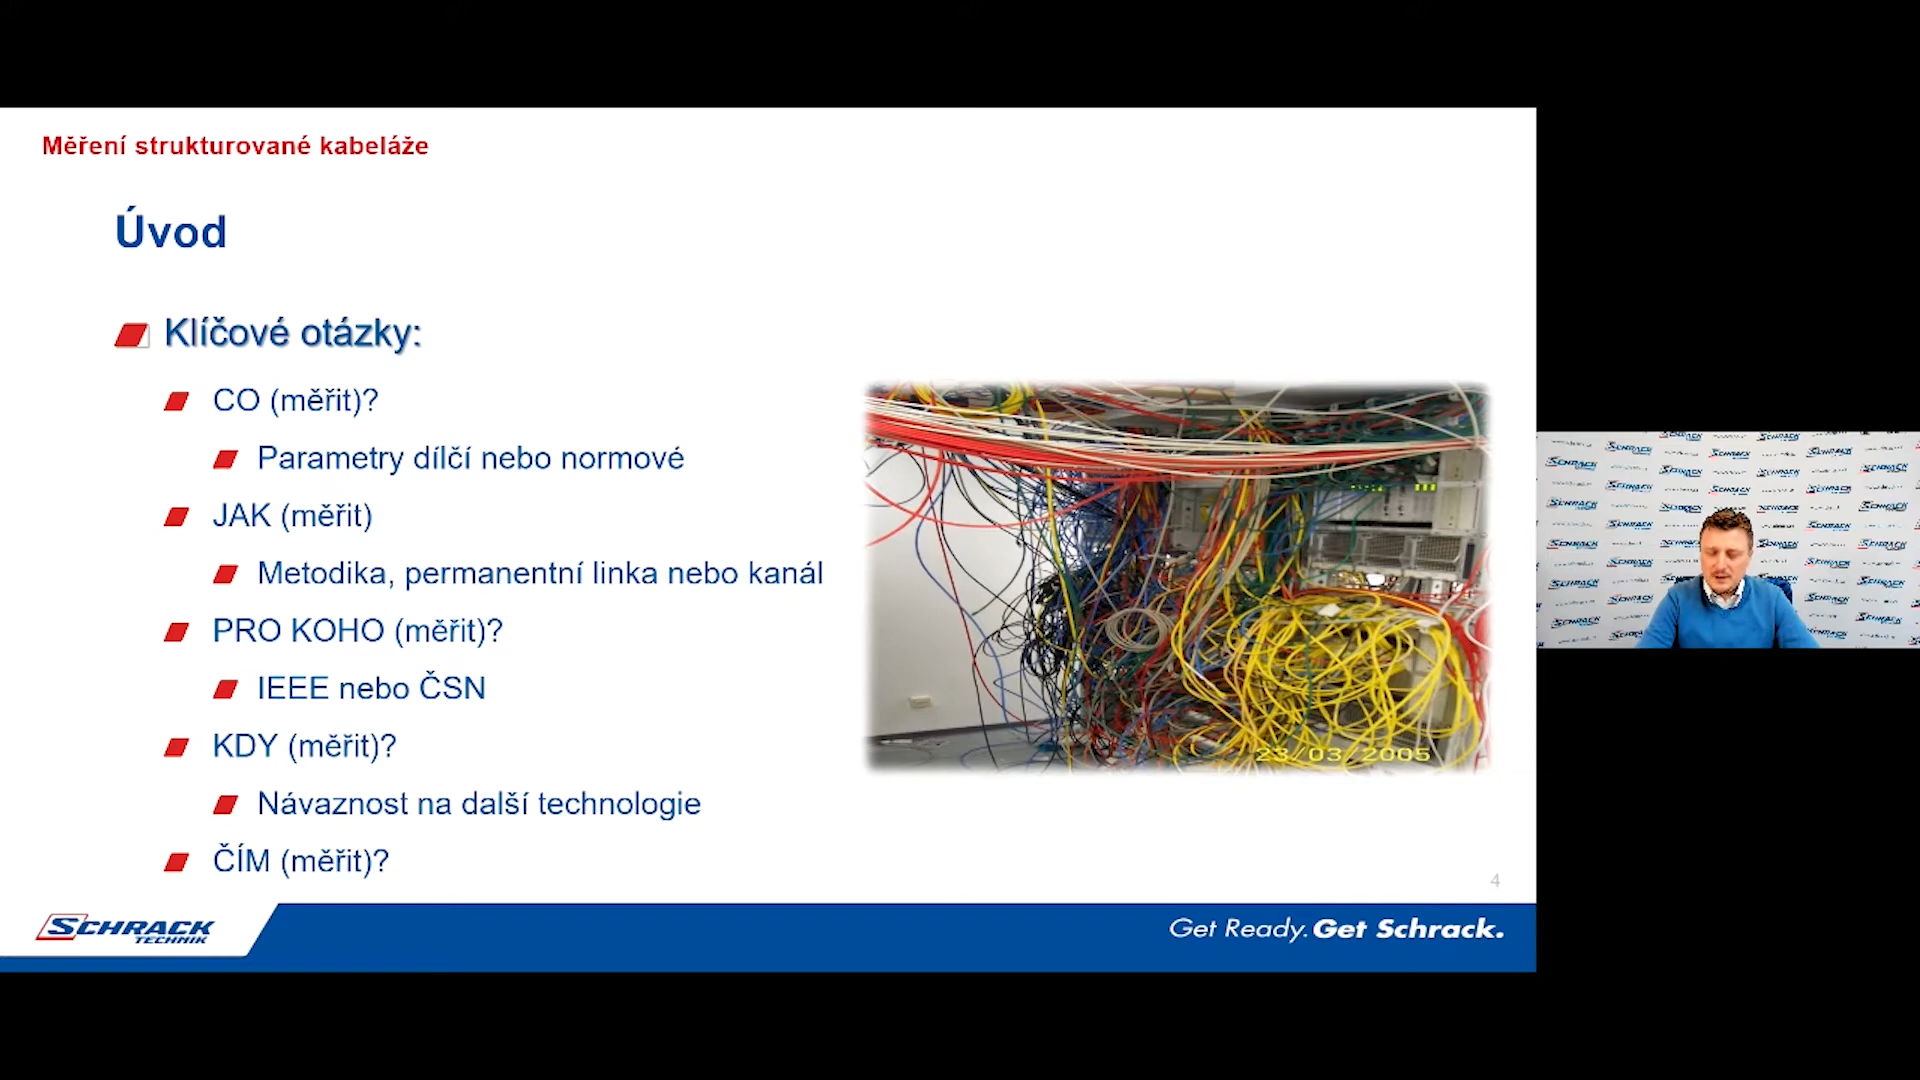 Měření strukturované kabeláže
Úvod
Klíčové otázky:
CO (měřit)?
Parametry dílčí nebo normové
JAK (měřit)
Metodika, permanentní linka nebo kanál
PRO KOHO (měřit)?
IEEE nebo ČSN
KDY (měřit)?
Návaznost na další technologie
ČÍM (měřit)?
23/03/2005
4
SCHRACK
TECHNIK
Get Ready. Get Schrack.